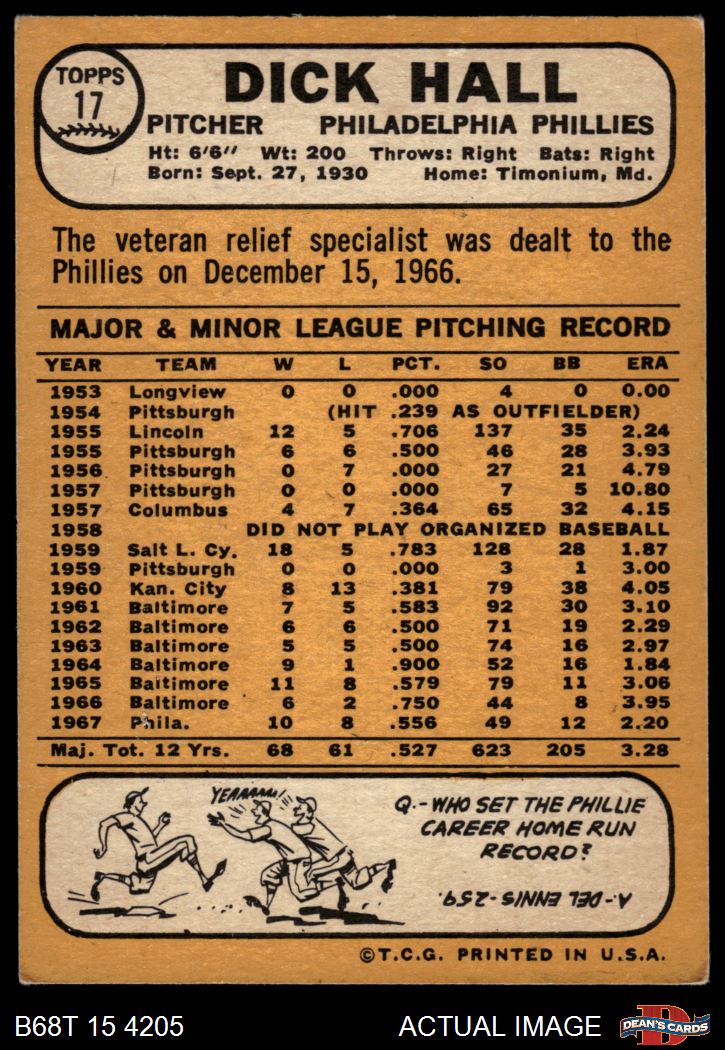 TOPPS
17
DICK HALL
PITCHER PHILADELPHIA PHILLIES
Ht: 6'6" Wt: 200 Throws: Right Bats: Right
Born: Sept. 27, 1930 Home: Timonium, Md.
The veteran relief specialist was dealt to the
Phillies on December 15, 1966.
MAJOR & MINOR LEAGUE PITCHING RECORD
YEAR TEAM W L PCT. SO BB ERA
1953 Longview 0 0 .000 4 0 0.00
1954 Pittsburgh (HIT .239 AS OUTFIELDER)
1955 Lincoln 12 5 .706 137 35 2.24
1955 Pittsburgh 6 6 .500 46 28 3.93
1956 Pittsburgh 0 7 .000 27 21 4.79
1957 Pittsburgh 0 0 .000 7 5 10.80
1957 Columbus 4 7 .364 65 32 4.15
1958 DID NOT PLAY ORGANIZED BASEBALL
1959 Salt L. Cy. 18 5 .783 128 28 1.87
1959 Pittsburgh 0 0 .000 3 1 3.00
1960 Kan. City 8 13 .381 79 38 4.05
1961 Baltimore 7 5 .583 92 30 3.10
1962 Baltimore 6 6 .500 71 19 2.29
1963 Baltimore 5 5 .500 74 16 2.97
1964 Baltimore 9 1 .900 52 16 1.84
1965 Baltimore 11 8 .579 79 11 3.06
1966 Baltimore 6 2 .750 44 8 3.95
1967 Phila. 10 8 .556 49 12 2.20
Maj. Tot. 12 Yrs. 68 61 .527 623 205 3.28
YEAAAAA!
Q.-WHO SET THE PHILLIE
CAREER HOME RUN
RECORD?
A-DEL ENNIS-259.
©T.C.G. PRINTED IN U.S.A.
B68T 15 4205 ACTUAL IMAGE DEAN'S CARDS